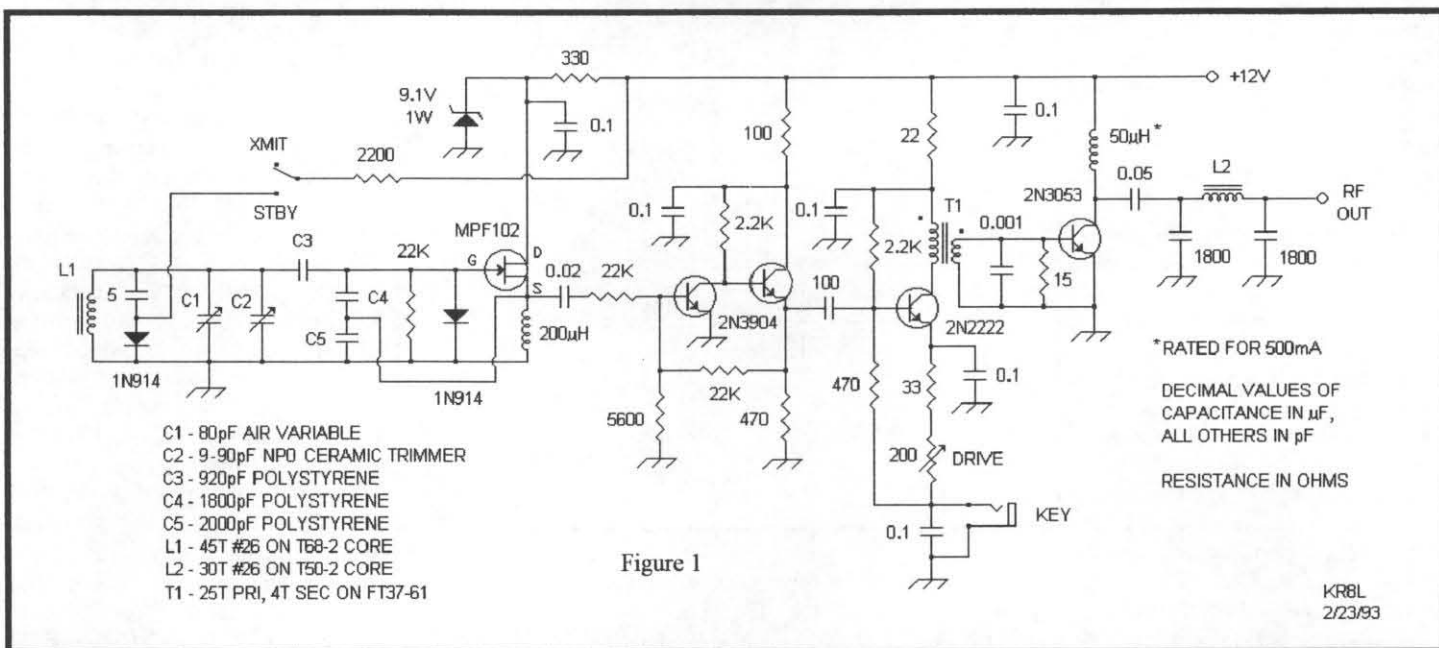 330
+12V
9.1V
1W
0.1
100
22
0.1
50µH*
XMIT
2200
0.05
L2
STBY
2N3053
RF
OUT
MPF102
0.1
2.2K
0.1
T1
0.001
2.2K
1800
1800
C3
22K
G
D
S
0.02
22K
100
15
L1
5
C1
C2
C4
C5
200µH
2N3904
2N2222
1N914
1N914
22K
5600
470
470
33
0.1
200
DRIVE
0.1
KEY
*RATED FOR 500mA
DECIMAL VALUES OF
CAPACITANCE IN µF,
ALL OTHERS IN pF
RESISTANCE IN OHMS
C1 - 80pF AIR VARIABLE
C2 - 9-90pF NPO CERAMIC TRIMMER
C3 - 920pF POLYSTYRENE
C4 - 1800pF POLYSTYRENE
C5 - 2000pF POLYSTYRENE
L1 - 45T #26 ON T68-2 CORE
L2 - 30T #26 ON T50-2 CORE
T1 - 25T PRI, 4T SEC ON FT37-61
Figure 1
KR8L
2/23/93